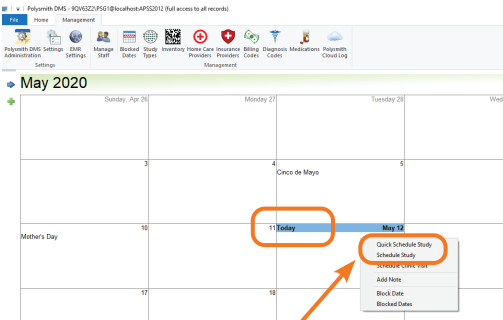 Polysmith DMS - 9QV63Z2\PSG1@localhost:APSS2012 (full access to all records)
File Home Management
Polysmith DMS Settings EMR Manage Blocked Study Inventory Home Care Insurance Billing Diagnosis Medications Polysmith
Administration Settings Staff Dates Types Providers Providers Codes Codes Cloud Log
Settings Management
May 2020
Sunday, Apr 26 Monday 27 Tuesday 28 Wed
3 4 5
Cinco de Mayo
10 11 Today May 12
Mother's Day
Quick Schedule Study
Schedule Study
Schedule Clinic Visit
Add Note
Block Date
Blocked Dates
17 18